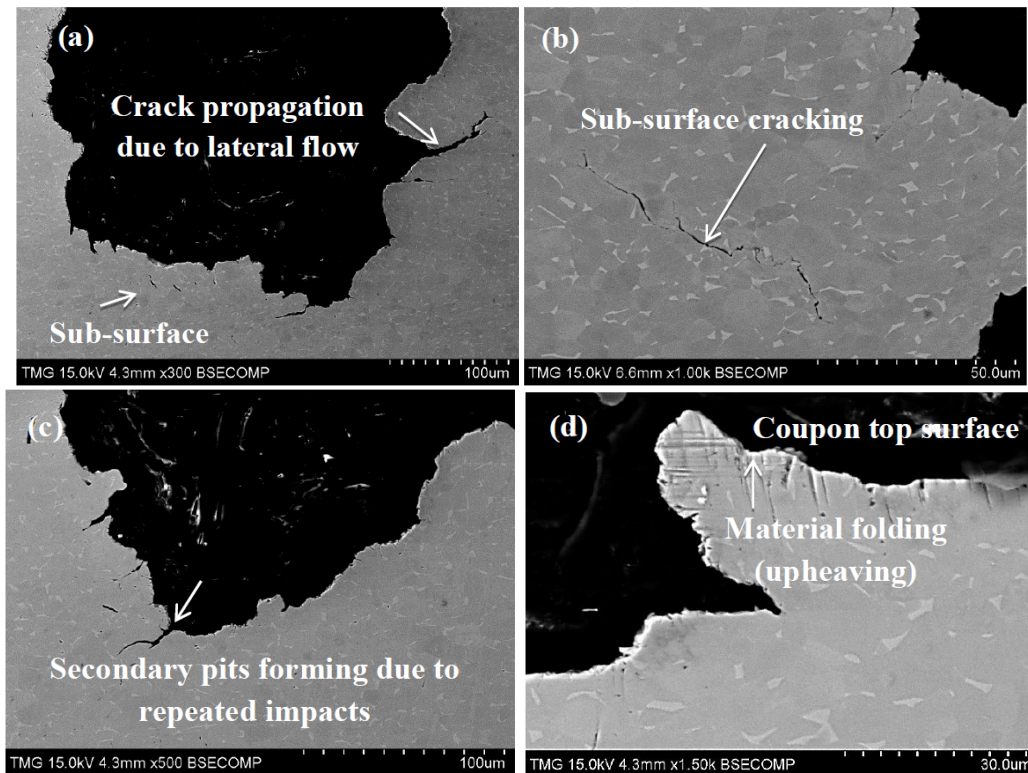 (a)
Crack propagation
due to lateral flow
Sub-surface
TMG 15.0kV 4.3mm x300 BSECOMP
100um
(b)
Sub-surface cracking
TMG 15.0kV 6.6mm x1.00k BSECOMP
50.0um
(c)
Secondary pits forming due to
repeated impacts
TMG 15.0kV 4.3mm x500 BSECOMP
100um
(d)
Coupon top surface
Material folding
(upheaving)
TMG 15.0kV 4.3mm x1.50k BSECOMP
30.0um